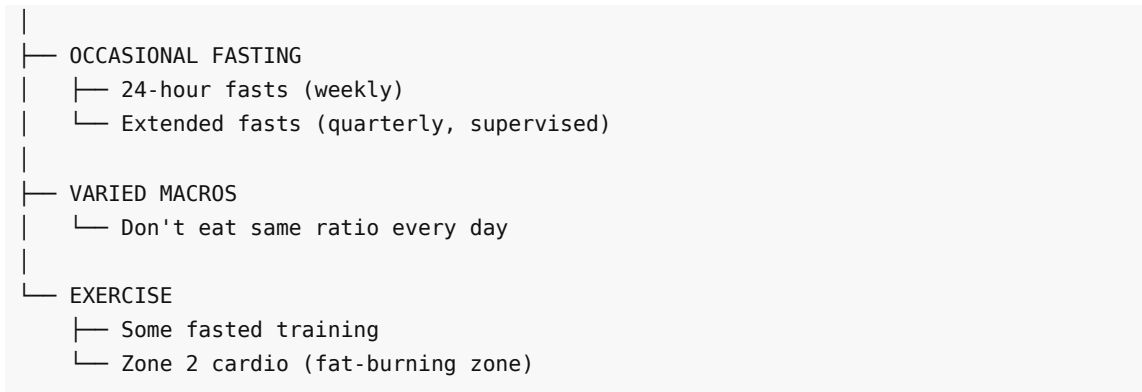 │
├── OCCASIONAL FASTING
│   ├── 24-hour fasts (weekly)
│   └── Extended fasts (quarterly, supervised)
│
├── VARIED MACROS
│   └── Don't eat same ratio every day
│
└── EXERCISE
    ├── Some fasted training
    └── Zone 2 cardio (fat-burning zone)